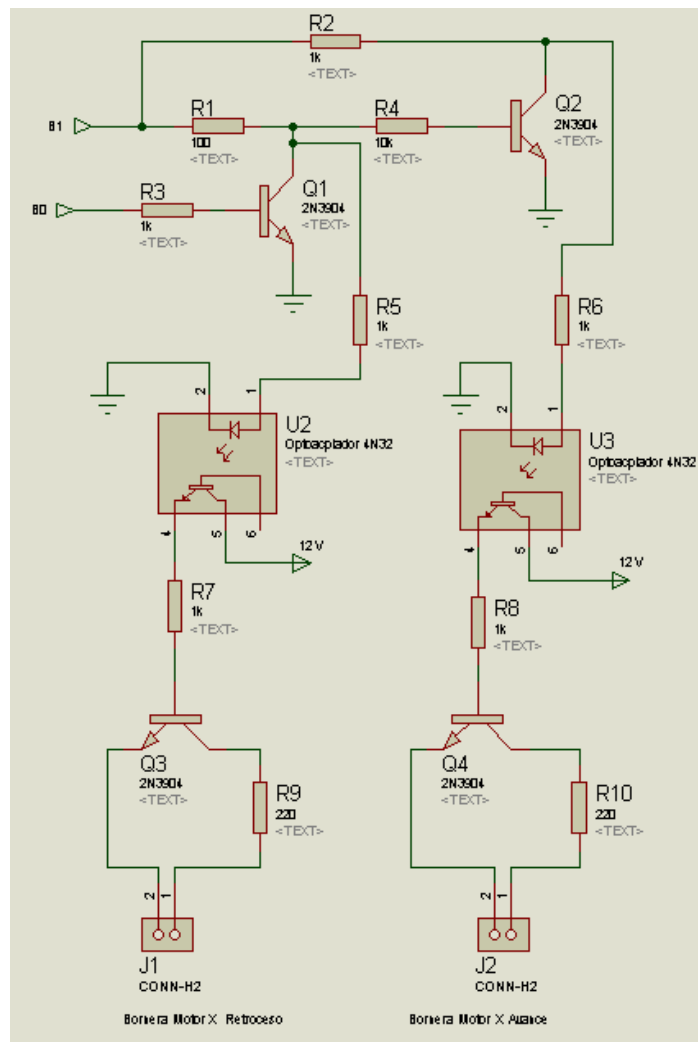 R2
1k
<TEXT>
B1
R1
100
<TEXT>
R4
10k
<TEXT>
Q2
2N3904
<TEXT>
B0
R3
1k
<TEXT>
Q1
2N3904
<TEXT>
R5
1k
<TEXT>
R6
1k
<TEXT>
2
1
U2
Optoacplador 4N32
<TEXT>
4
5
6
12V
2
1
U3
Optoacplador 4N32
<TEXT>
4
5
6
12V
R7
1k
<TEXT>
R8
1k
<TEXT>
Q3
2N3904
<TEXT>
R9
220
<TEXT>
Q4
2N3904
<TEXT>
R10
220
<TEXT>
2
1
J1
CONN-H2
2
1
J2
CONN-H2
Bornera Motor X Retroceso
Bornera Motor X Avance